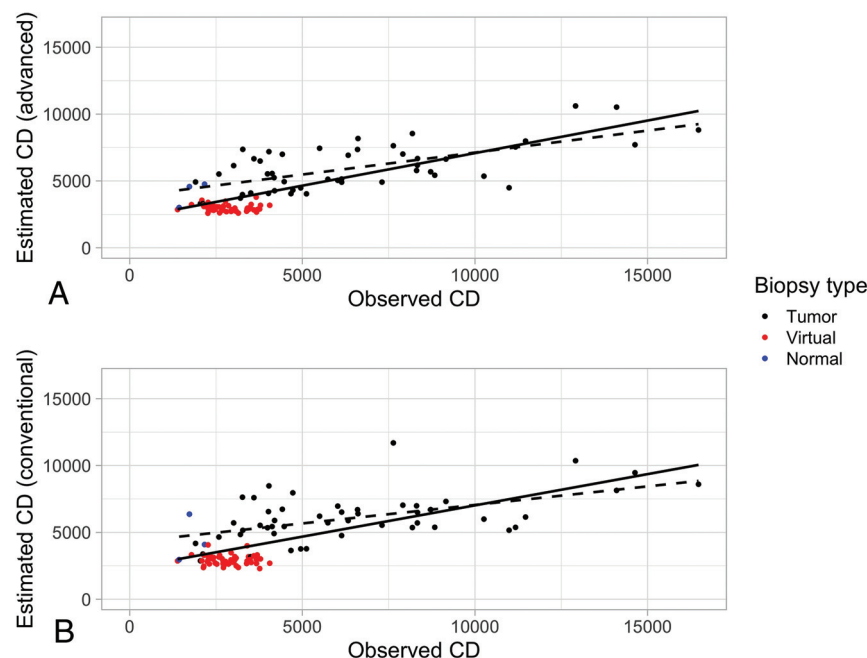 Estimated CD (advanced)
15000
10000
5000
0
0 5000 10000 15000
A
Observed CD
Biopsy type
Tumor
Virtual
Normal
Estimated CD (conventional)
15000
10000
5000
0
0 5000 10000 15000
B
Observed CD